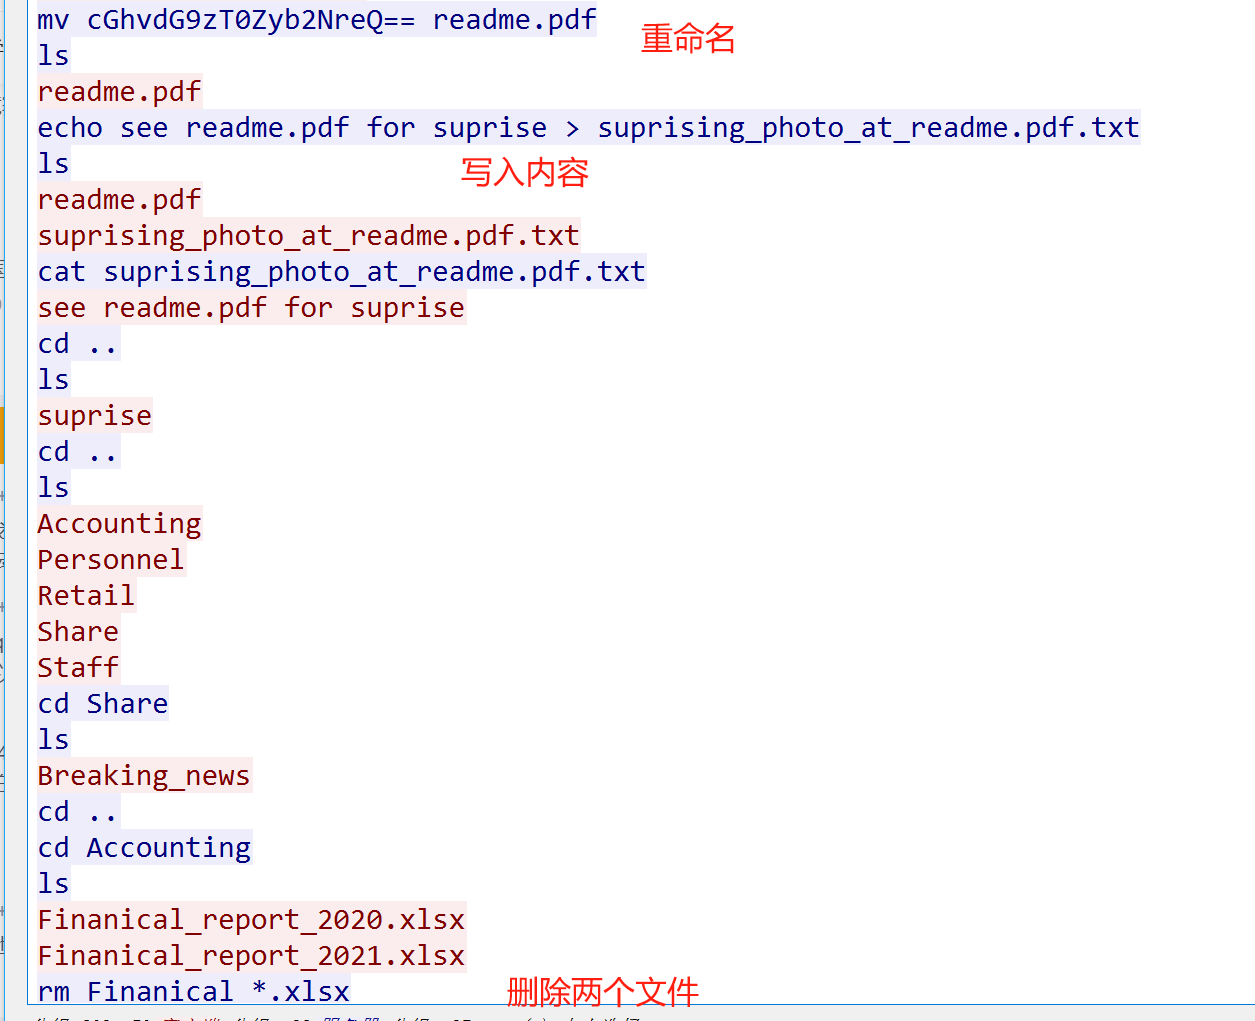 mv cGhvdG9zT0Zyb2NreQ== readme.pdf
重命名
ls
readme.pdf
echo see readme.pdf for suprise > suprising_photo_at_readme.pdf.txt
ls
写入内容
readme.pdf
suprising_photo_at_readme.pdf.txt
cat suprising_photo_at_readme.pdf.txt
see readme.pdf for suprise
cd ..
ls
suprise
cd ..
ls
Accounting
Personnel
Retail
Share
Staff
cd Share
ls
Breaking_news
cd ..
cd Accounting
ls
Finanical_report_2020.xlsx
Finanical_report_2021.xlsx
rm Finanical_*.xlsx
删除两个文件